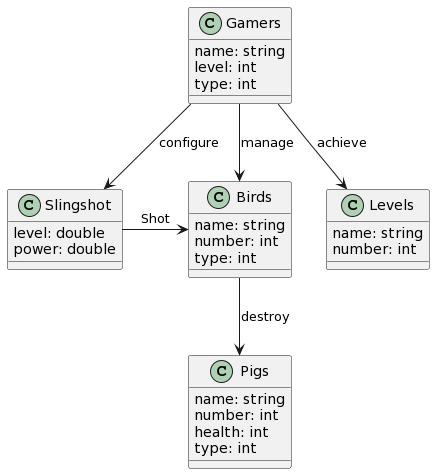 C Gamers
name: string
level: int
type: int
configure
manage
achieve
C Slingshot
level: double
power: double
Shot
C Birds
name: string
number: int
type: int
C Levels
name: string
number: int
destroy
C Pigs
name: string
number: int
health: int
type: int